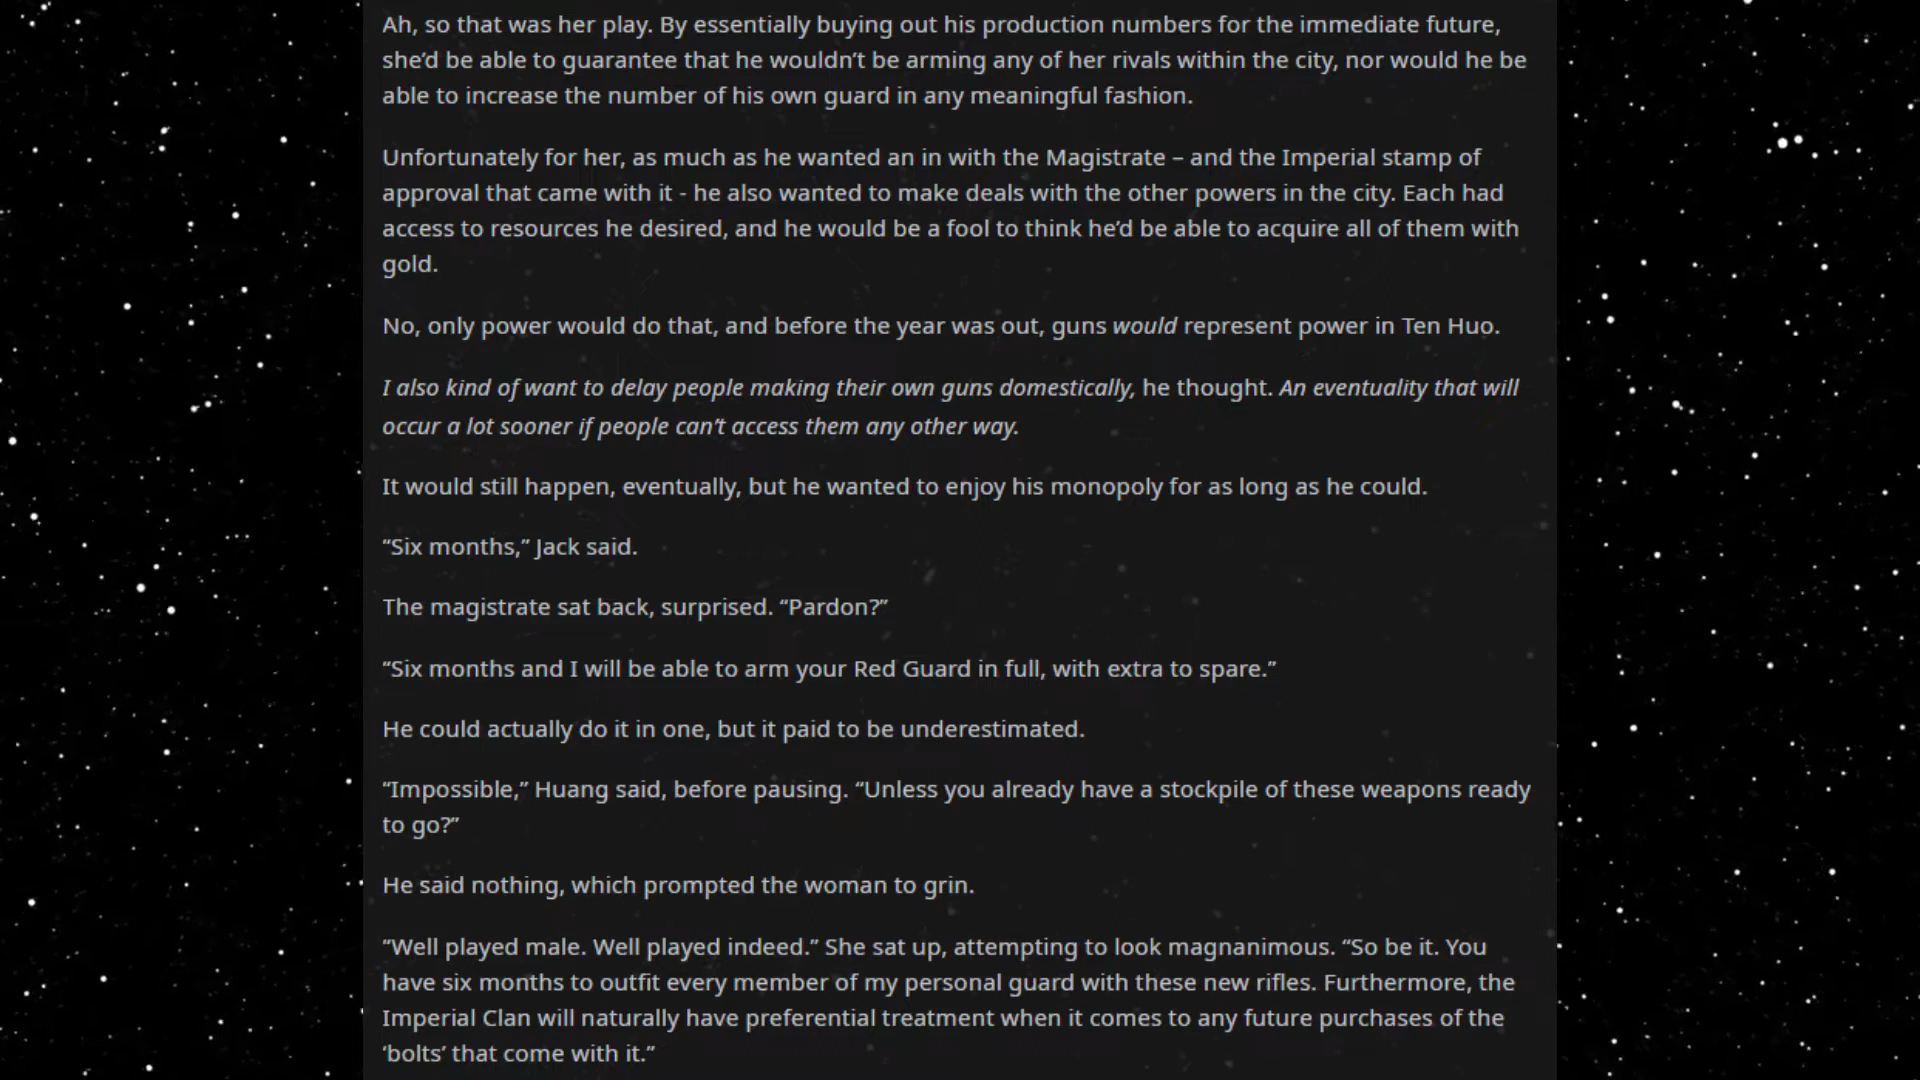 Ah, so that was her play. By essentially buying out his production numbers for the immediate future,
she’d be able to guarantee that he wouldn’t be arming any of her rivals within the city, nor would he be
able to increase the number of his own guard in any meaningful fashion.
Unfortunately for her, as much as he wanted an in with the Magistrate – and the Imperial stamp of
approval that came with it - he also wanted to make deals with the other powers in the city. Each had
access to resources he desired, and he would be a fool to think he’d be able to acquire all of them with
gold.
No, only power would do that, and before the year was out, guns would represent power in Ten Huo.
I also kind of want to delay people making their own guns domestically, he thought. An eventuality that will
occur a lot sooner if people can’t access them any other way.
It would still happen, eventually, but he wanted to enjoy his monopoly for as long as he could.
“Six months,” Jack said.
The magistrate sat back, surprised. “Pardon?”
“Six months and I will be able to arm your Red Guard in full, with extra to spare.”
He could actually do it in one, but it paid to be underestimated.
“Impossible,” Huang said, before pausing. “Unless you already have a stockpile of these weapons ready
to go?”
He said nothing, which prompted the woman to grin.
“Well played male. Well played indeed.” She sat up, attempting to look magnanimous. “So be it. You
have six months to outfit every member of my personal guard with these new rifles. Furthermore, the
Imperial Clan will naturally have preferential treatment when it comes to any future purchases of the
‘bolts’ that come with it.”